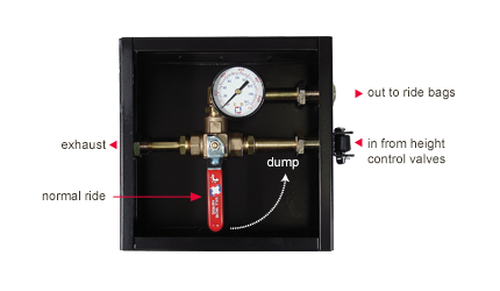 out to ride bags
exhaust
in from height
control valves
dump
normal ride